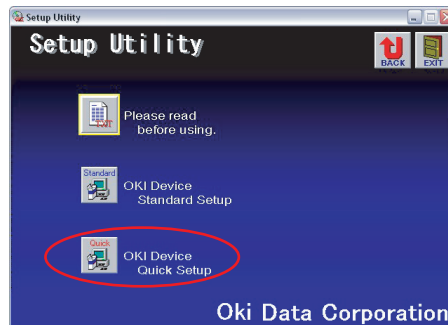 Setup Utility
Setup Utility
BACK
EXIT
TXT
Please read
before using.
Standard
OKI Device
Standard Setup
Quick
OKI Device
Quick Setup
Oki Data Corporation